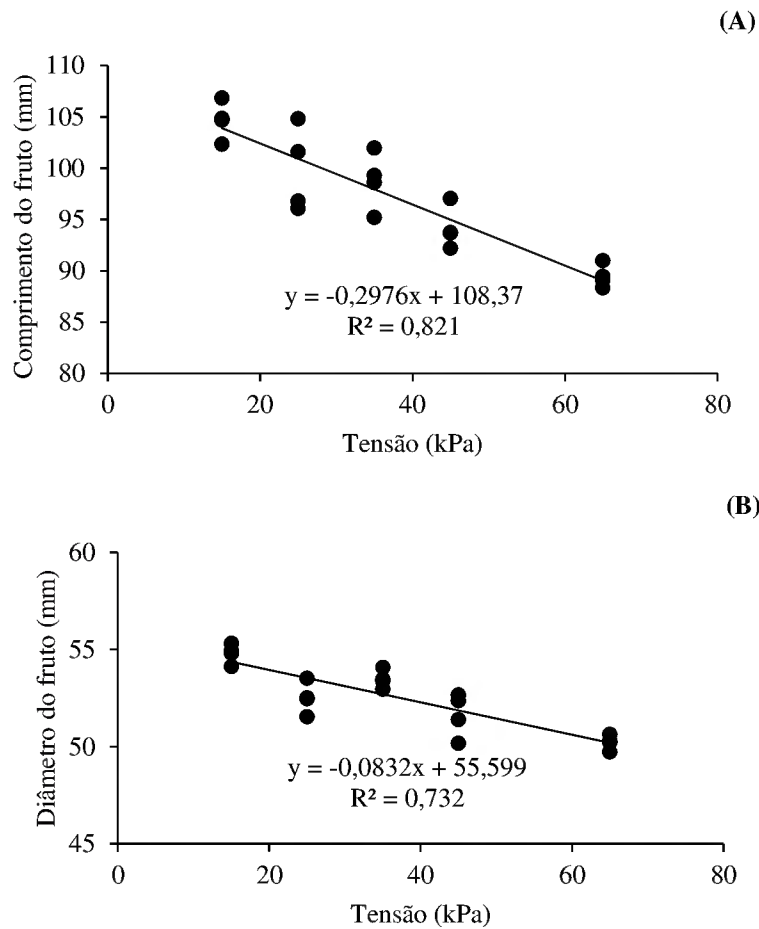 (A)
110
105
100
95
90
85
80
0 20 40 60 80
Comprimento do fruto (mm)
y = -0,2976x + 108,37
R² = 0,821
Tensão (kPa)
(B)
60
55
50
45
0 20 40 60 80
Diâmetro do fruto (mm)
y = -0,0832x + 55,599
R² = 0,732
Tensão (kPa)